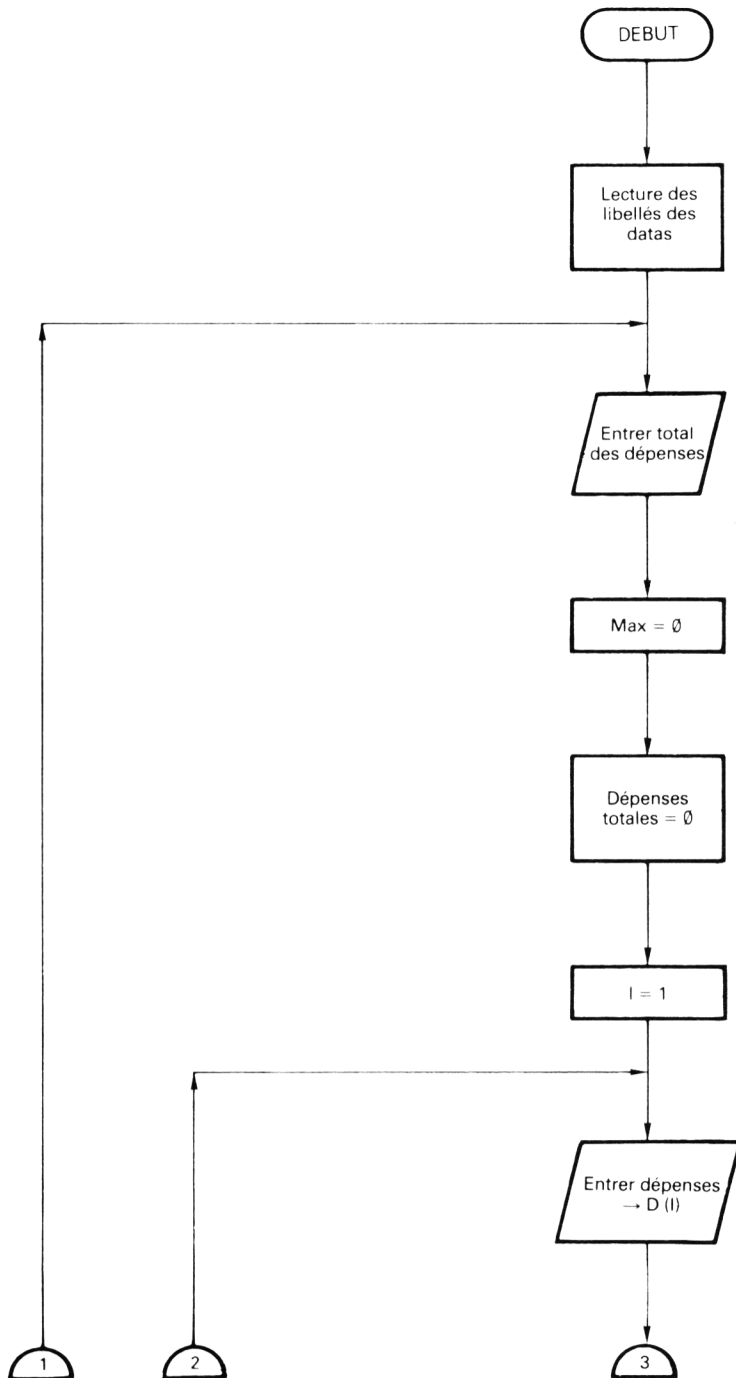 DEBUT
Lecture des
libellés des
datas
Entrer total
des dépenses
Max = Ø
Dépenses
totales = Ø
I = 1
Entrer dépenses
→ D (I)
1
2
3